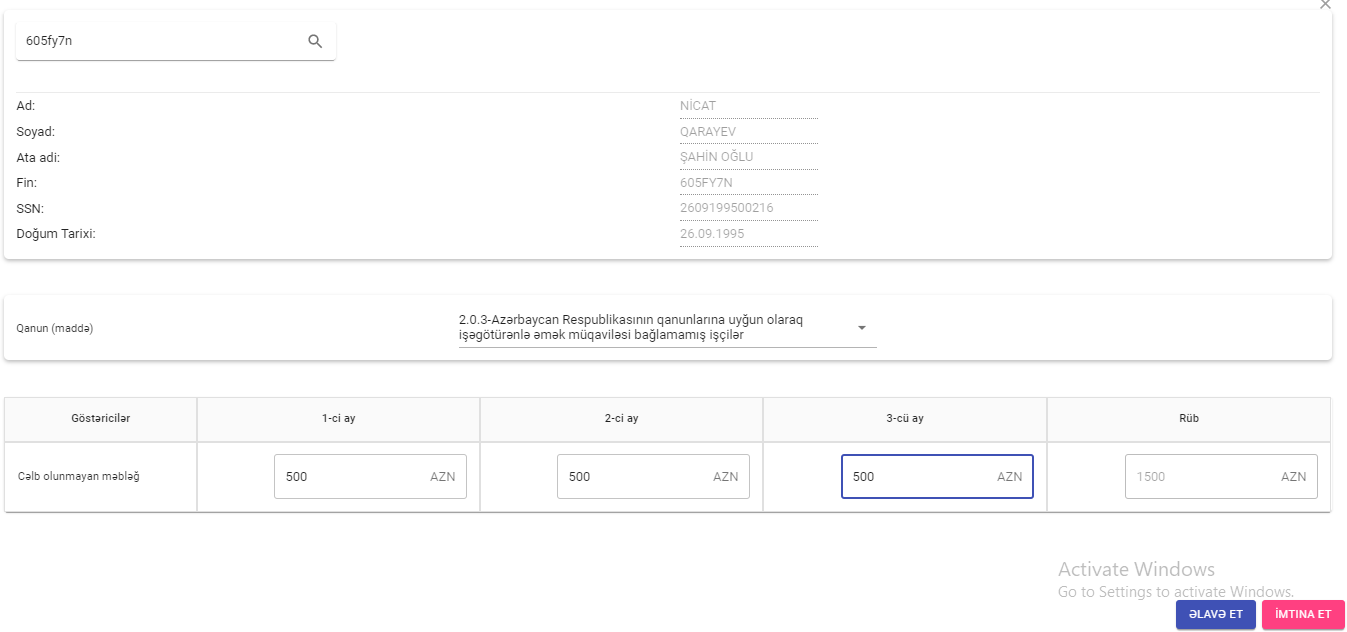 605fy7n
Ad: NİCAT
Soyad: QARAYEV
Ata adi: ŞAHİN OĞLU
Fin: 605FY7N
SSN: 2609199500216
Doğum Tarixi: 26.09.1995
Qanun (maddə)
2.0.3-Azərbaycan Respublikasının qanunlarına uyğun olaraq
işəgötürənlə əmək müqaviləsi bağlamamış işçilər
Göstəricilər 1-ci ay 2-ci ay 3-cü ay Rüb
Cəlb olunmayan məbləğ 500 AZN 500 AZN 500 AZN 1500 AZN
Activate Windows
Go to Settings to activate Windows.
ƏLAVƏ ET İMTINA ET